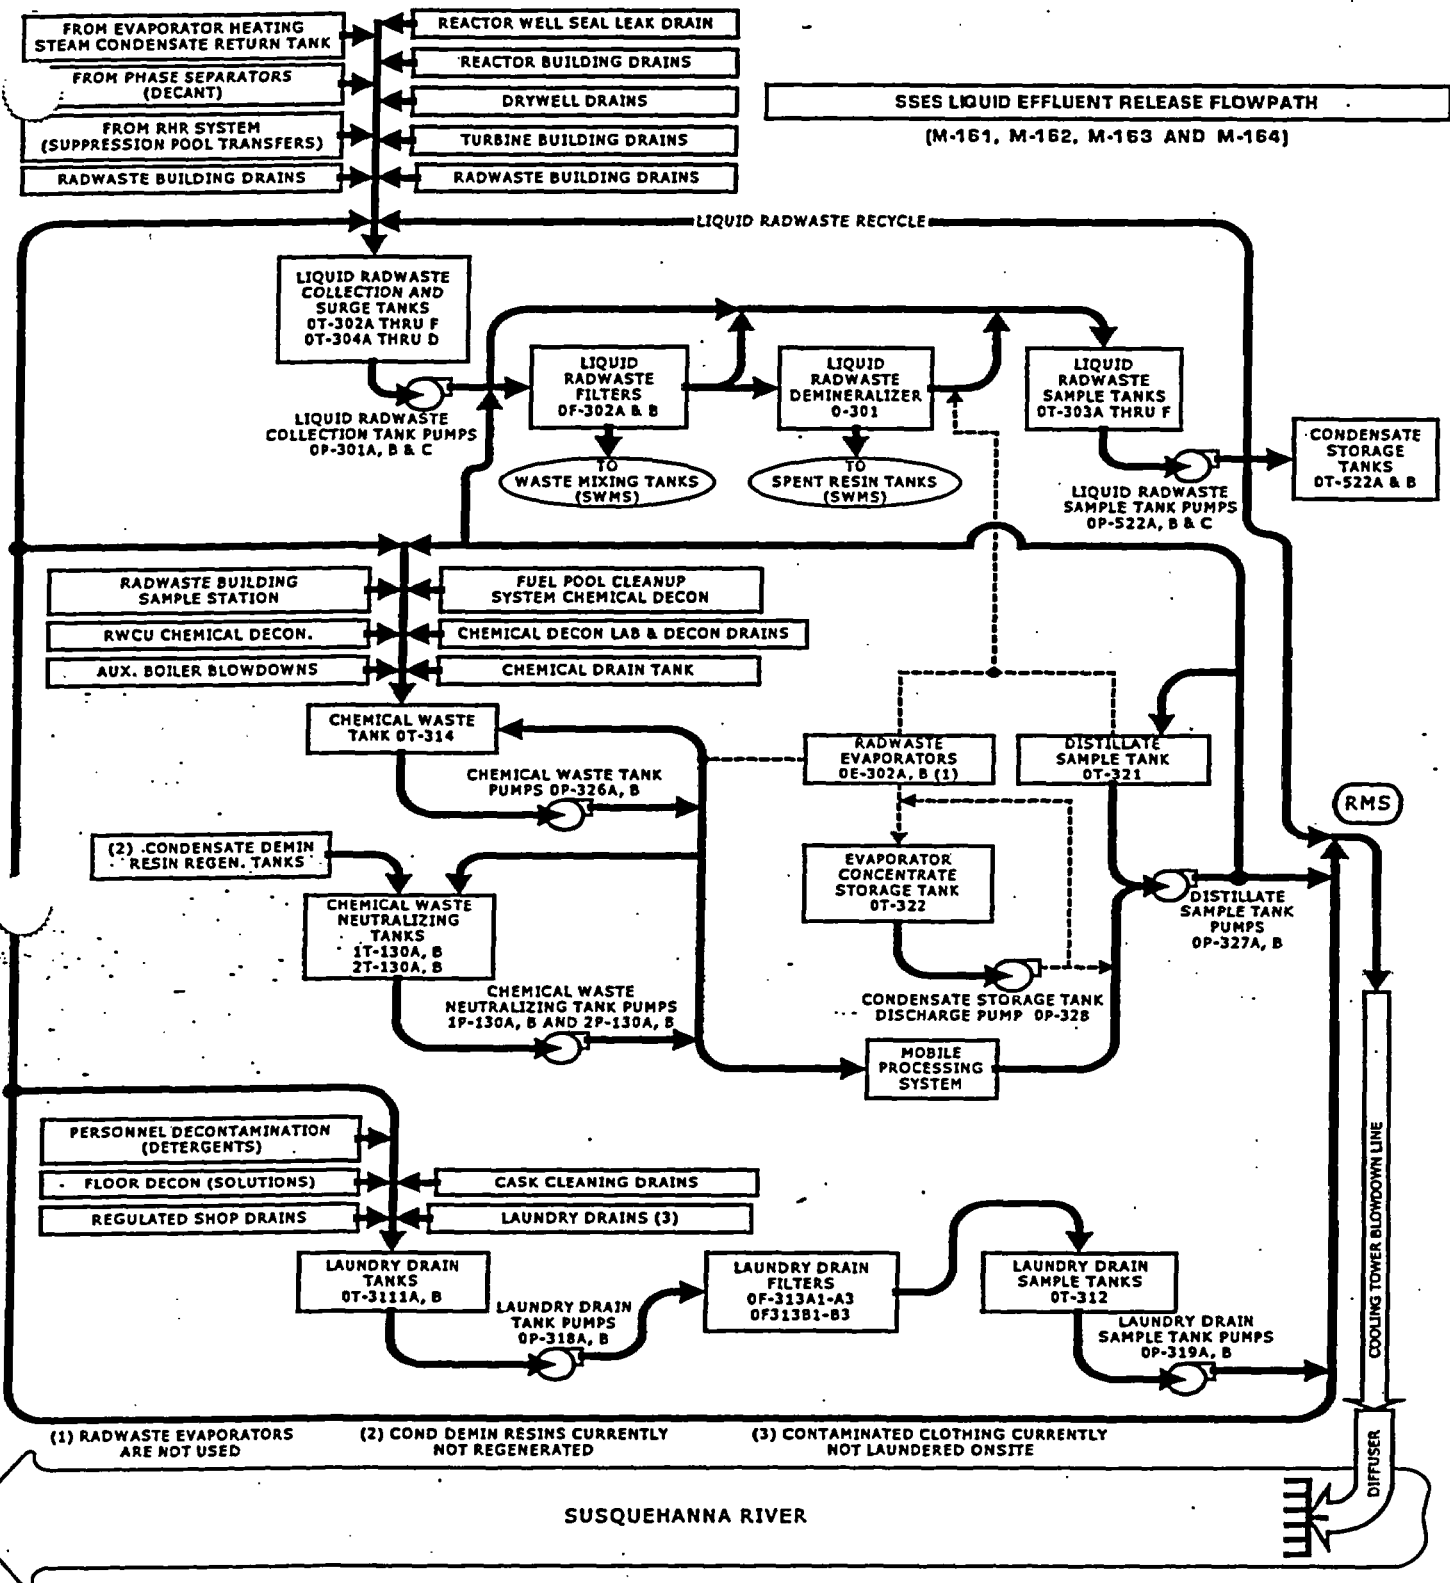 FROM EVAPORATOR HEATING
STEAM CONDENSATE RETURN TANK
REACTOR WELL SEAL LEAK DRAIN
FROM PHASE SEPARATORS
(DECANT)
REACTOR BUILDING DRAINS
DRYWELL DRAINS
FROM RHR SYSTEM
(SUPPRESSION POOL TRANSFERS)
TURBINE BUILDING DRAINS
RADWASTE BUILDING DRAINS
RADWASTE BUILDING DRAINS
SSES LIQUID EFFLUENT RELEASE FLOWPATH
(M-161, M-162, M-163 AND M-164)
LIQUID RADWASTE RECYCLE
LIQUID RADWASTE
COLLECTION AND
SURGE TANKS
0T-302A THRU F
0T-304A THRU D
LIQUID RADWASTE
COLLECTION TANK PUMPS
0P-301A, B & C
LIQUID
RADWASTE
FILTERS
0F-302A & B
TO
WASTE MIXING TANKS
(SWMS)
LIQUID
RADWASTE
DEMINERALIZER
0-301
TO
SPENT RESIN TANKS
(SWMS)
LIQUID
RADWASTE
SAMPLE TANKS
0T-303A THRU F
LIQUID RADWASTE
SAMPLE TANK PUMPS
0P-522A, B & C
CONDENSATE
STORAGE
TANKS
0T-522A & B
RADWASTE BUILDING
SAMPLE STATION
FUEL POOL CLEANUP
SYSTEM CHEMICAL DECON
RWCU CHEMICAL DECON.
CHEMICAL DECON LAB & DECON DRAINS
AUX. BOILER BLOWDOWNS
CHEMICAL DRAIN TANK
CHEMICAL WASTE
TANK 0T-314
CHEMICAL WASTE TANK
PUMPS 0P-326A, B
RADWASTE
EVAPORATORS
0E-302A, B (1)
DISTILLATE
SAMPLE TANK
0T-321
RMS
(2) .CONDENSATE DEMIN
RESIN REGEN. TANKS
EVAPORATOR
CONCENTRATE
STORAGE TANK
0T-322
CHEMICAL WASTE
NEUTRALIZING
TANKS
1T-130A, B
2T-130A, B
DISTILLATE
SAMPLE TANK
PUMPS
0P-327A, B
CHEMICAL WASTE
NEUTRALIZING TANK PUMPS
1P-130A, B AND 2P-130A, B
CONDENSATE STORAGE TANK
DISCHARGE PUMP 0P-328
MOBILE
PROCESSING
SYSTEM
PERSONNEL DECONTAMINATION
(DETERGENTS)
FLOOR DECON (SOLUTIONS)
CASK CLEANING DRAINS
REGULATED SHOP DRAINS
LAUNDRY DRAINS (3)
LAUNDRY DRAIN
TANKS
0T-3111A, B
LAUNDRY DRAIN
TANK PUMPS
0P-318A, B
LAUNDRY DRAIN
FILTERS
0F-313A1-A3
0F313B1-B3
LAUNDRY DRAIN
SAMPLE TANKS
0T-312
LAUNDRY DRAIN
SAMPLE TANK PUMPS
0P-319A, B
COOLING TOWER BLOWDOWN LINE
(1) RADWASTE EVAPORATORS
ARE NOT USED
(2) COND DEMIN RESINS CURRENTLY
NOT REGENERATED
(3) CONTAMINATED CLOTHING CURRENTLY
NOT LAUNDERED ONSITE
DIFFUSER
SUSQUEHANNA RIVER